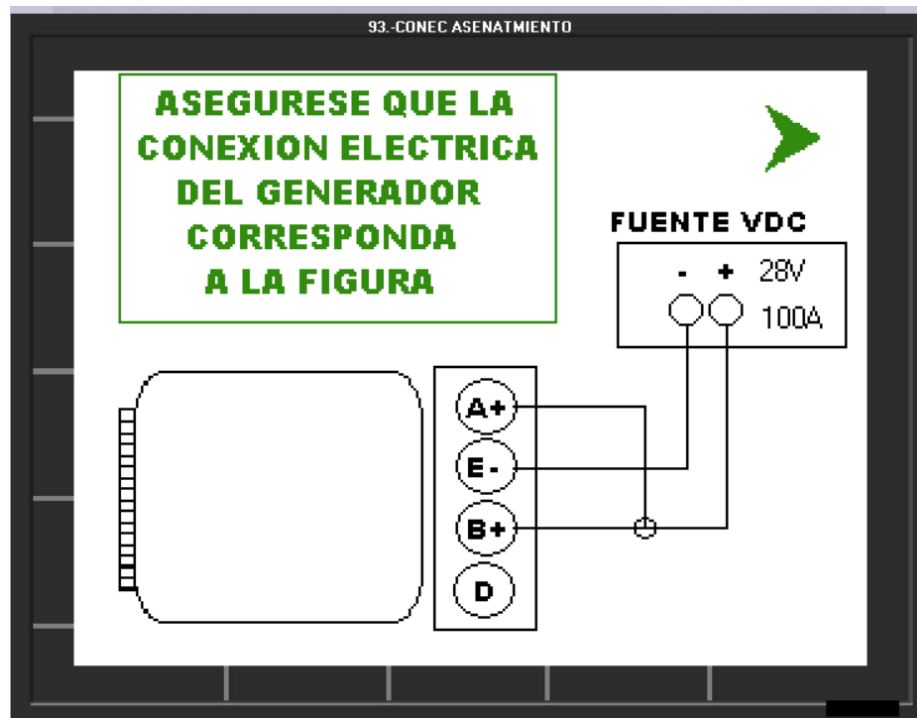 93.-CONEC ASENATMIENTO
ASEGURESE QUE LA
CONEXION ELECTRICA
DEL GENERADOR
CORRESPONDA
A LA FIGURA
FUENTE VDC
- + 28V
100A
A+
E-
B+
D